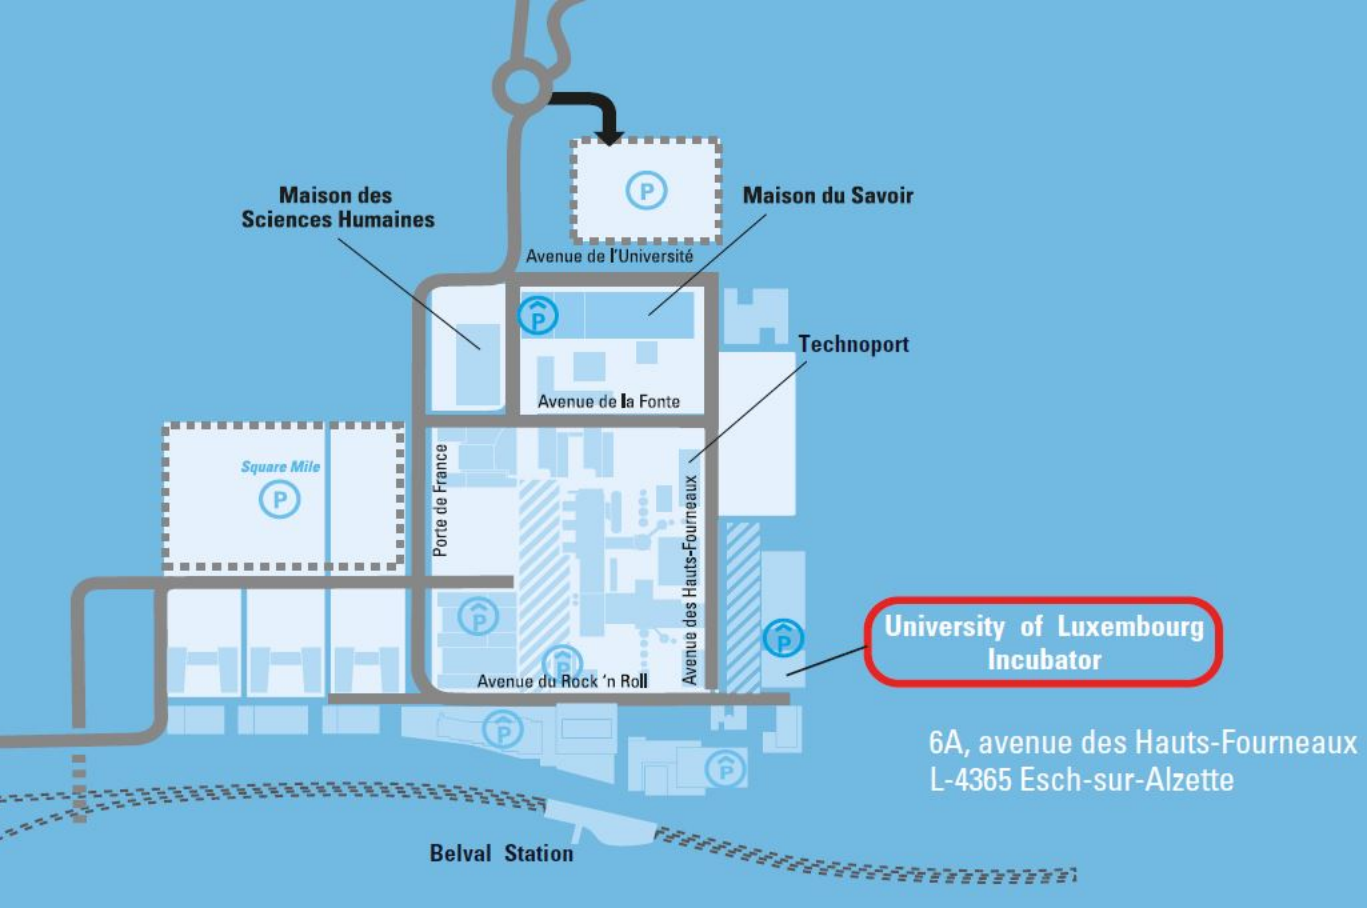 P
Maison des
Sciences Humaines
Maison du Savoir
Avenue de l'Université
P
Technoport
Avenue de la Fonte
Square Mile
P
Porte de France
Avenue des Hauts-Fourneaux
P
P
P
University of Luxembourg
Incubator
Avenue du Rock 'n Roll
P
P
6A, avenue des Hauts-Fourneaux
L-4365 Esch-sur-Alzette
Belval Station